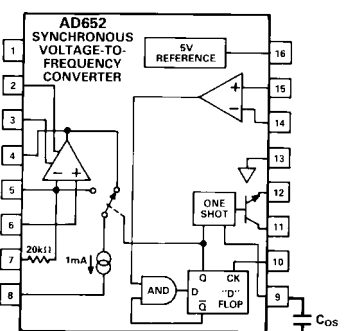 AD652
SYNCHRONOUS
VOLTAGE-TO-
FREQUENCY
CONVERTER
5V
REFERENCE
1
2
3
4
5
6
7
8
16
15
14
13
12
11
10
9
+
−
− +
20kΩ
1mA
ONE
SHOT
AND
Q CK
D "D"
Q̅ FLOP
COS